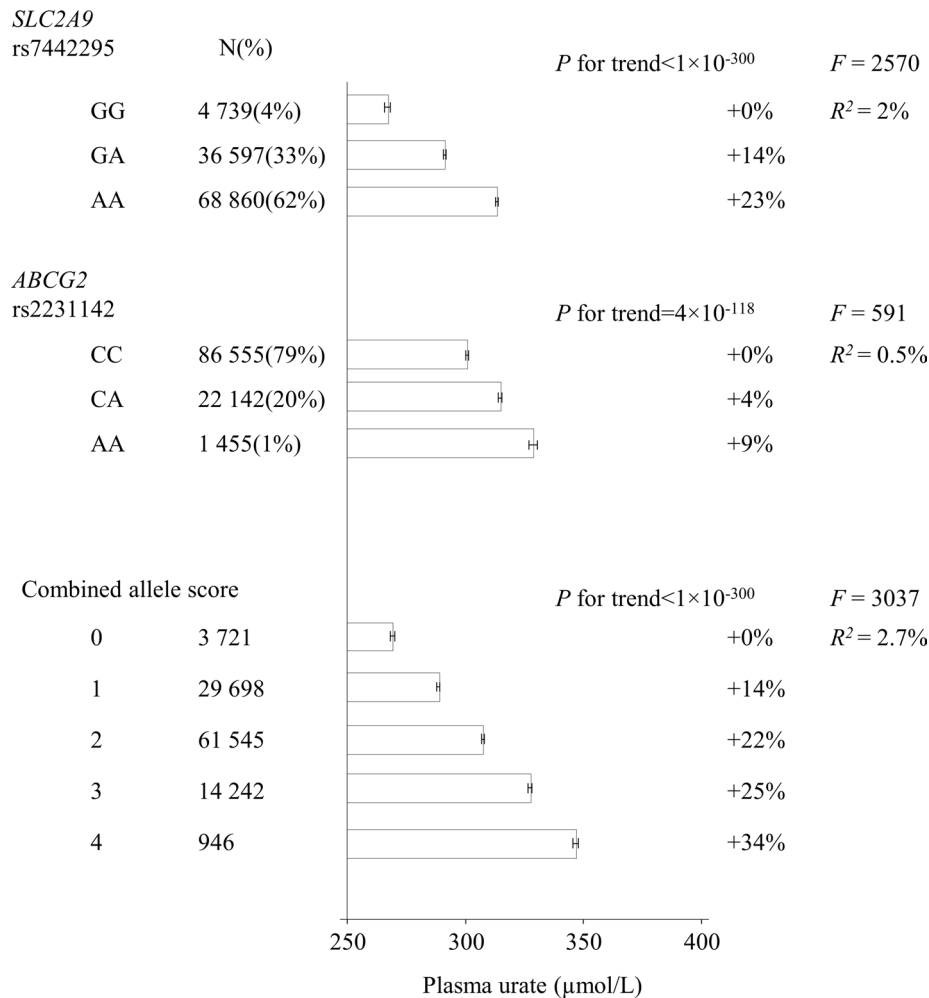 SLC2A9
rs7442295 N(%) P for trend<1×10⁻³⁰⁰ F = 2570
GG 4 739(4%) +0% R² = 2%
GA 36 597(33%) +14%
AA 68 860(62%) +23%
ABCG2
rs2231142 P for trend=4×10⁻¹¹⁸ F = 591
CC 86 555(79%) +0% R² = 0.5%
CA 22 142(20%) +4%
AA 1 455(1%) +9%
Combined allele score P for trend<1×10⁻³⁰⁰ F = 3037
0 3 721 +0% R² = 2.7%
1 29 698 +14%
2 61 545 +22%
3 14 242 +25%
4 946 +34%
250 300 350 400
Plasma urate (µmol/L)